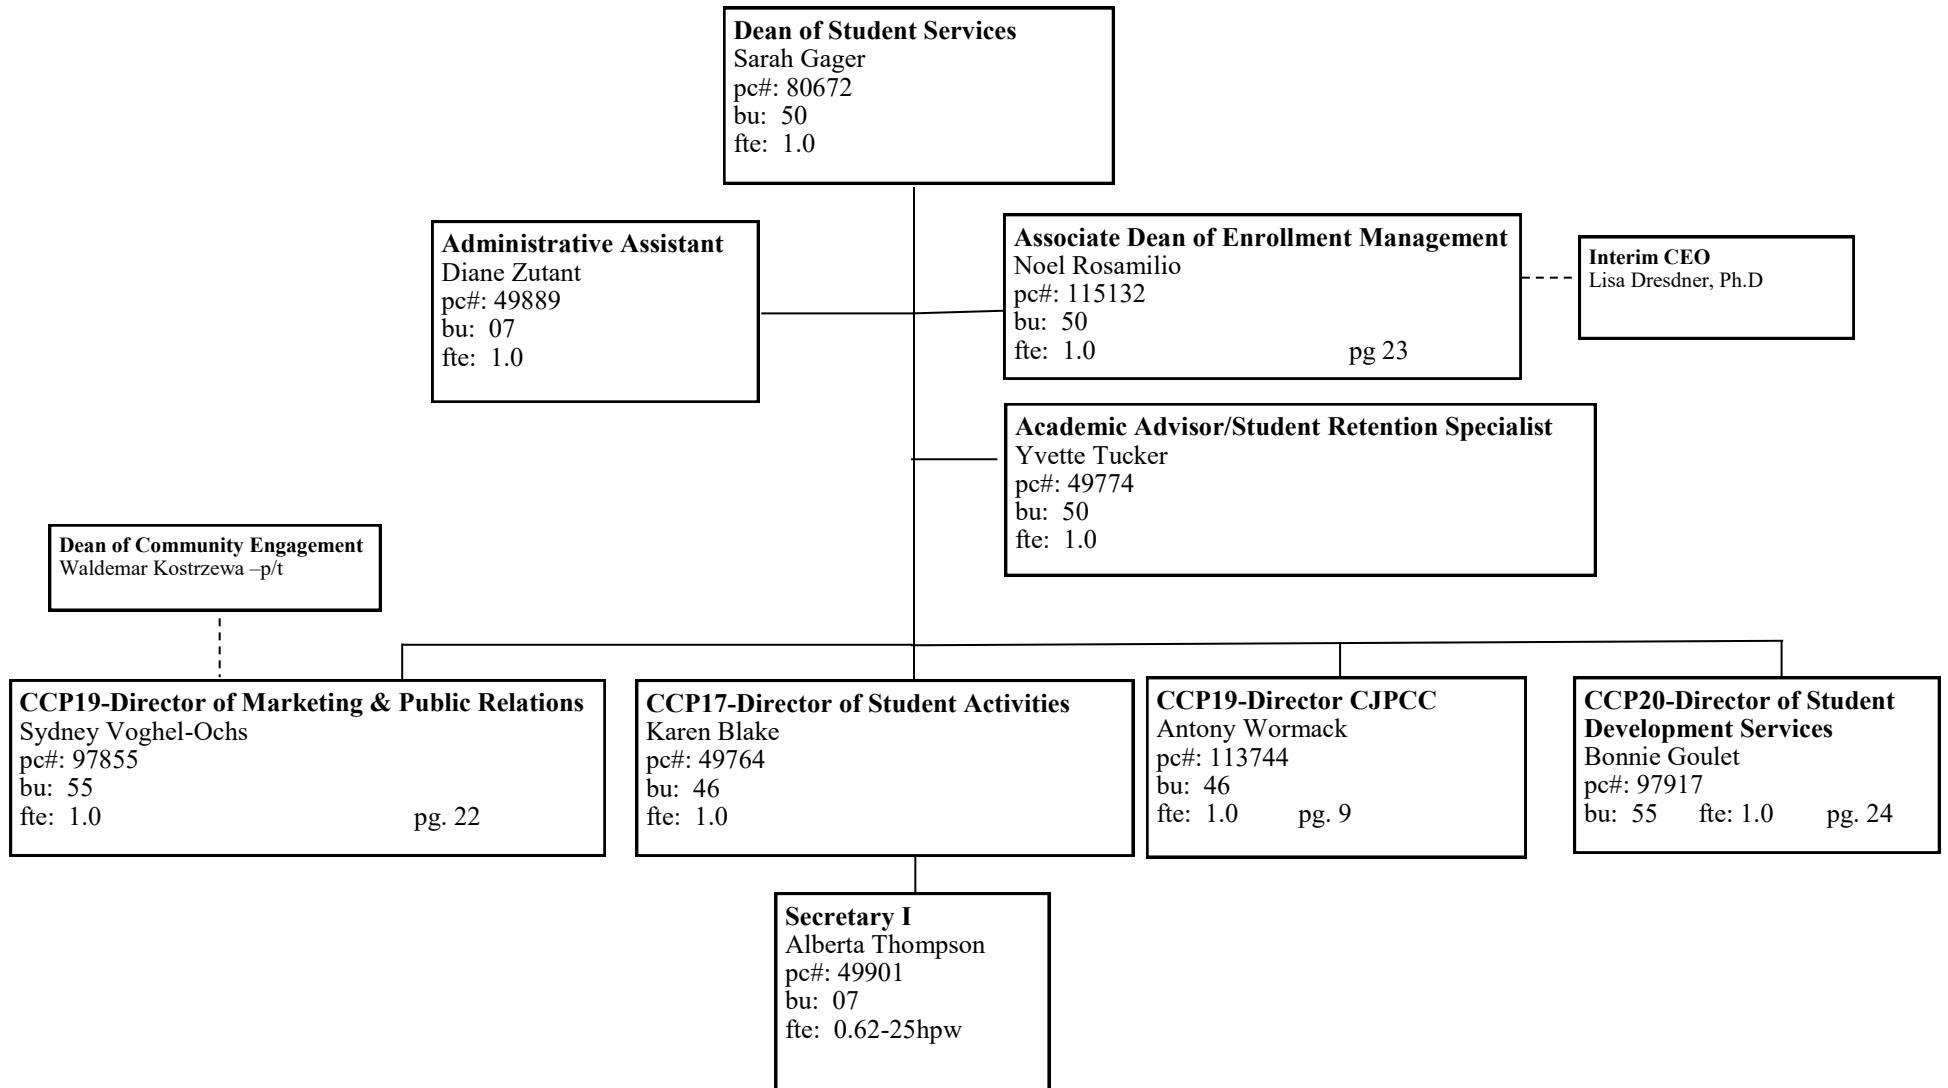 Dean of Student Services
Sarah Gager
pc#: 80672
bu: 50
fte: 1.0
Administrative Assistant
Diane Zutant
pc#: 49889
bu: 07
fte: 1.0
Associate Dean of Enrollment Management
Noel Rosamilio
pc#: 115132
bu: 50
fte: 1.0 pg 23
Interim CEO
Lisa Dresdner, Ph.D
Academic Advisor/Student Retention Specialist
Yvette Tucker
pc#: 49774
bu: 50
fte: 1.0
Dean of Community Engagement
Waldemar Kostrzewa –p/t
CCP19-Director of Marketing & Public Relations
Sydney Voghel-Ochs
pc#: 97855
bu: 55
fte: 1.0 pg. 22
CCP17-Director of Student Activities
Karen Blake
pc#: 49764
bu: 46
fte: 1.0
CCP19-Director CJPCC
Antony Wormack
pc#: 113744
bu: 46
fte: 1.0 pg. 9
CCP20-Director of Student
Development Services
Bonnie Goulet
pc#: 97917
bu: 55 fte: 1.0 pg. 24
Secretary I
Alberta Thompson
pc#: 49901
bu: 07
fte: 0.62-25hpw